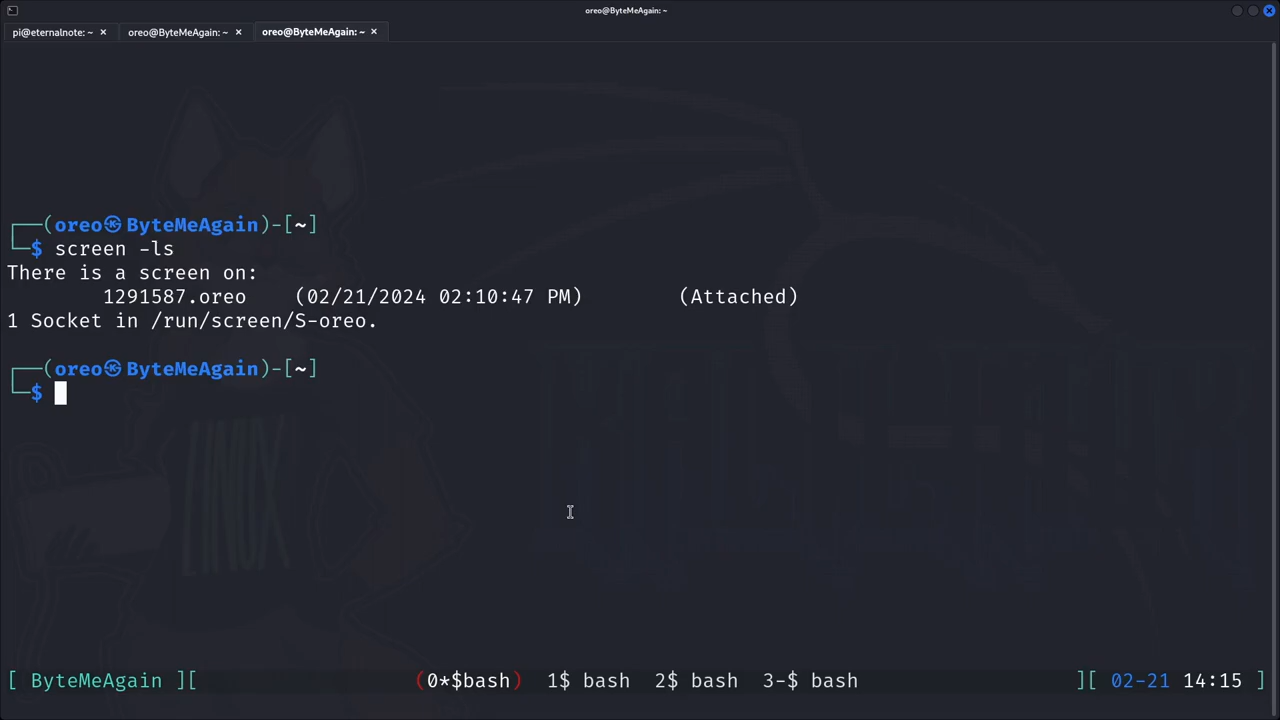 oreo@ByteMeAgain: ~
pi@eternalnote: ~ × oreo@ByteMeAgain: ~ × oreo@ByteMeAgain: ~ ×
┌──(oreo㉿ByteMeAgain)-[~]
└─$ screen -ls
There is a screen on:
1291587.oreo (02/21/2024 02:10:47 PM) (Attached)
1 Socket in /run/screen/S-oreo.
┌──(oreo㉿ByteMeAgain)-[~]
└─$
[ ByteMeAgain ][ (0*$bash) 1$ bash 2$ bash 3-$ bash ][ 02-21 14:15 ]